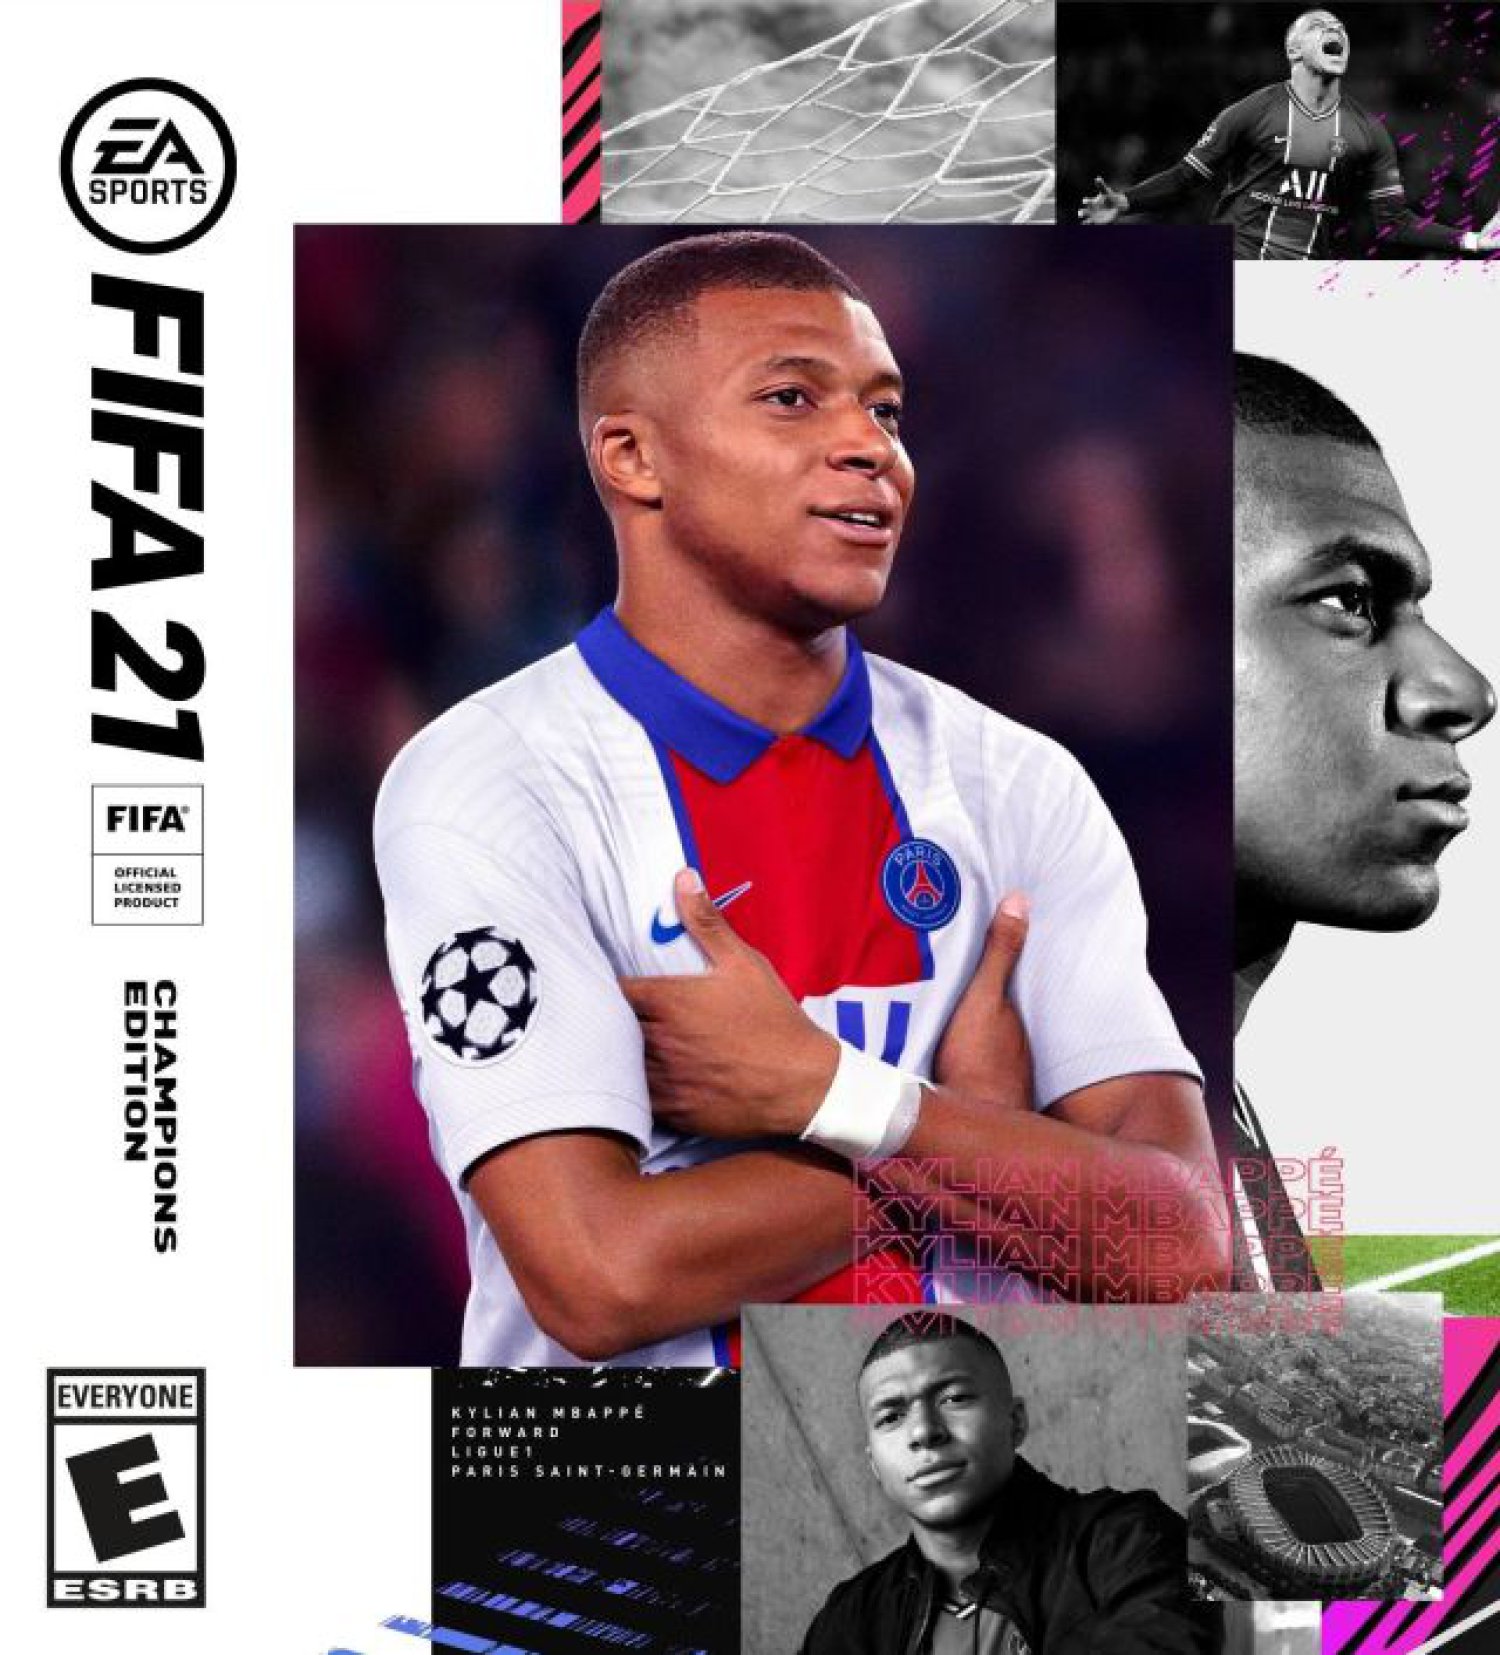 EA
SPORTS
FIFA 21
FIFA®
OFFICIAL
LICENSED
PRODUCT
CHAMPIONS
EDITION
EVERYONE
E
ESRB
PARIS
KYLIAN MBAPPÉ
KYLIAN MBAPPÉ
KYLIAN MBAPPÉ
KYLIAN MBAPPÉ
KYLIAN MBAPPÉ
FORWARD
LIGUE1
PARIS SAINT-GERMAIN